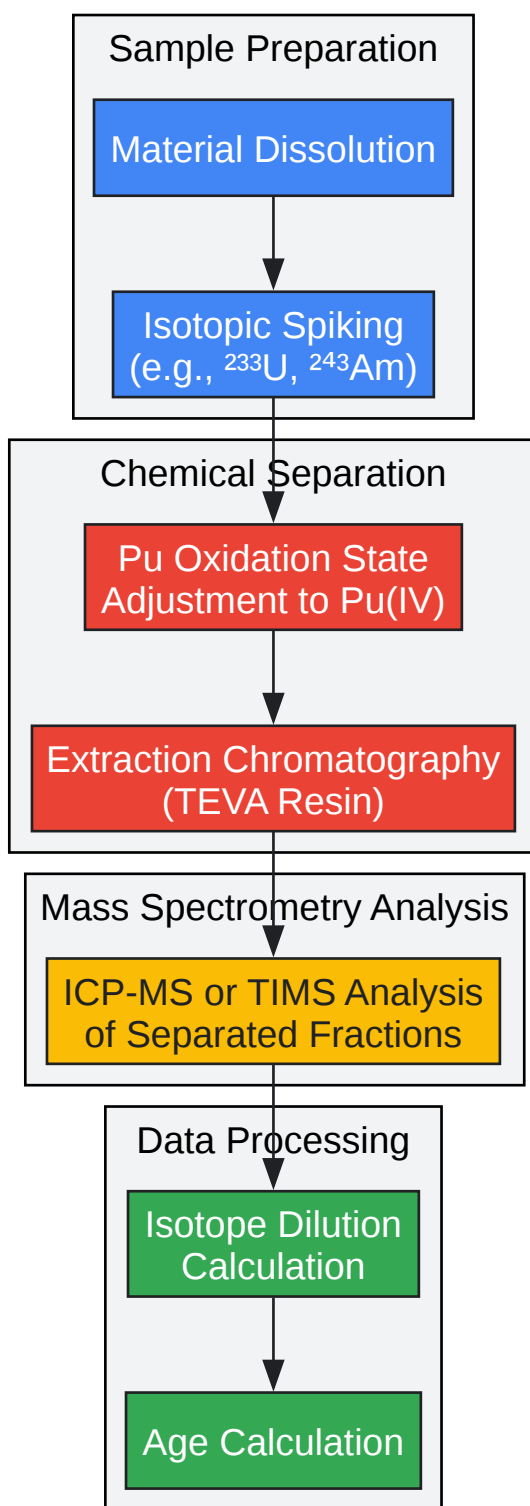 Sample Preparation
Material Dissolution
Isotopic Spiking
(e.g., ²³³U, ²⁴³Am)
Chemical Separation
Pu Oxidation State
Adjustment to Pu(IV)
Extraction Chromatography
(TEVA Resin)
Mass Spectrometry Analysis
ICP-MS or TIMS Analysis
of Separated Fractions
Data Processing
Isotope Dilution
Calculation
Age Calculation